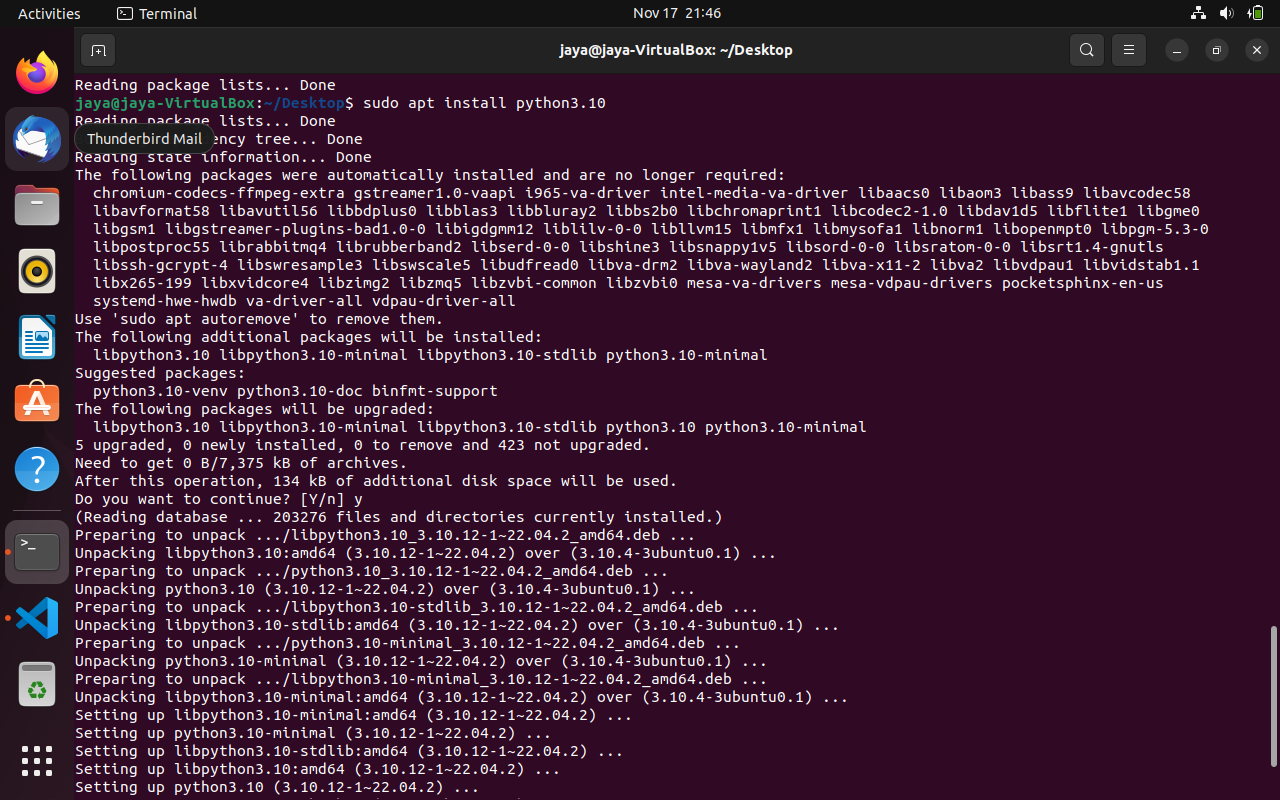 Activities
Terminal
Nov 17 21:46
jaya@jaya-VirtualBox: ~/Desktop
Reading package lists... Done
jaya@jaya-VirtualBox:~/Desktop$ sudo apt install python3.10
Reading package lists... Done
Thunderbird Mail
ency tree... Done
Reading state information... Done
The following packages were automatically installed and are no longer required:
chromium-codecs-ffmpeg-extra gstreamer1.0-vaapi i965-va-driver intel-media-va-driver libaacs0 libaom3 libass9 libavcodec58
libavformat58 libavutil56 libbdplus0 libblas3 libbluray2 libbs2b0 libchromaprint1 libcodec2-1.0 libdav1d5 libflite1 libgme0
libgsm1 libgstreamer-plugins-bad1.0-0 libigdgmm12 liblilv-0-0 libllvm15 libmfx1 libmysofa1 libnorm1 libopenmpt0 libpgm-5.3-0
libpostproc55 librabbitmq4 librubberband2 libserd-0-0 libshine3 libsnappy1v5 libsord-0-0 libsratom-0-0 libsrt1.4-gnutls
libssh-gcrypt-4 libswresample3 libswscale5 libudfread0 libva-drm2 libva-wayland2 libva-x11-2 libva2 libvdpau1 libvidstab1.1
libx265-199 libxvidcore4 libzimg2 libzmq5 libzvbi-common libzvbi0 mesa-va-drivers mesa-vdpau-drivers pocketsphinx-en-us
systemd-hwe-hwdb va-driver-all vdpau-driver-all
Use 'sudo apt autoremove' to remove them.
The following additional packages will be installed:
libpython3.10 libpython3.10-minimal libpython3.10-stdlib python3.10-minimal
Suggested packages:
python3.10-venv python3.10-doc binfmt-support
The following packages will be upgraded:
libpython3.10 libpython3.10-minimal libpython3.10-stdlib python3.10 python3.10-minimal
5 upgraded, 0 newly installed, 0 to remove and 423 not upgraded.
Need to get 0 B/7,375 kB of archives.
After this operation, 134 kB of additional disk space will be used.
Do you want to continue? [Y/n] y
(Reading database ... 203276 files and directories currently installed.)
Preparing to unpack .../libpython3.10_3.10.12-1~22.04.2_amd64.deb ...
Unpacking libpython3.10:amd64 (3.10.12-1~22.04.2) over (3.10.4-3ubuntu0.1) ...
Preparing to unpack .../python3.10_3.10.12-1~22.04.2_amd64.deb ...
Unpacking python3.10 (3.10.12-1~22.04.2) over (3.10.4-3ubuntu0.1) ...
Preparing to unpack .../libpython3.10-stdlib_3.10.12-1~22.04.2_amd64.deb ...
Unpacking libpython3.10-stdlib:amd64 (3.10.12-1~22.04.2) over (3.10.4-3ubuntu0.1) ...
Preparing to unpack .../python3.10-minimal_3.10.12-1~22.04.2_amd64.deb ...
Unpacking python3.10-minimal (3.10.12-1~22.04.2) over (3.10.4-3ubuntu0.1) ...
Preparing to unpack .../libpython3.10-minimal_3.10.12-1~22.04.2_amd64.deb ...
Unpacking libpython3.10-minimal:amd64 (3.10.12-1~22.04.2) over (3.10.4-3ubuntu0.1) ...
Setting up libpython3.10-minimal:amd64 (3.10.12-1~22.04.2) ...
Setting up python3.10-minimal (3.10.12-1~22.04.2) ...
Setting up libpython3.10-stdlib:amd64 (3.10.12-1~22.04.2) ...
Setting up libpython3.10:amd64 (3.10.12-1~22.04.2) ...
Setting up python3.10 (3.10.12-1~22.04.2) ...